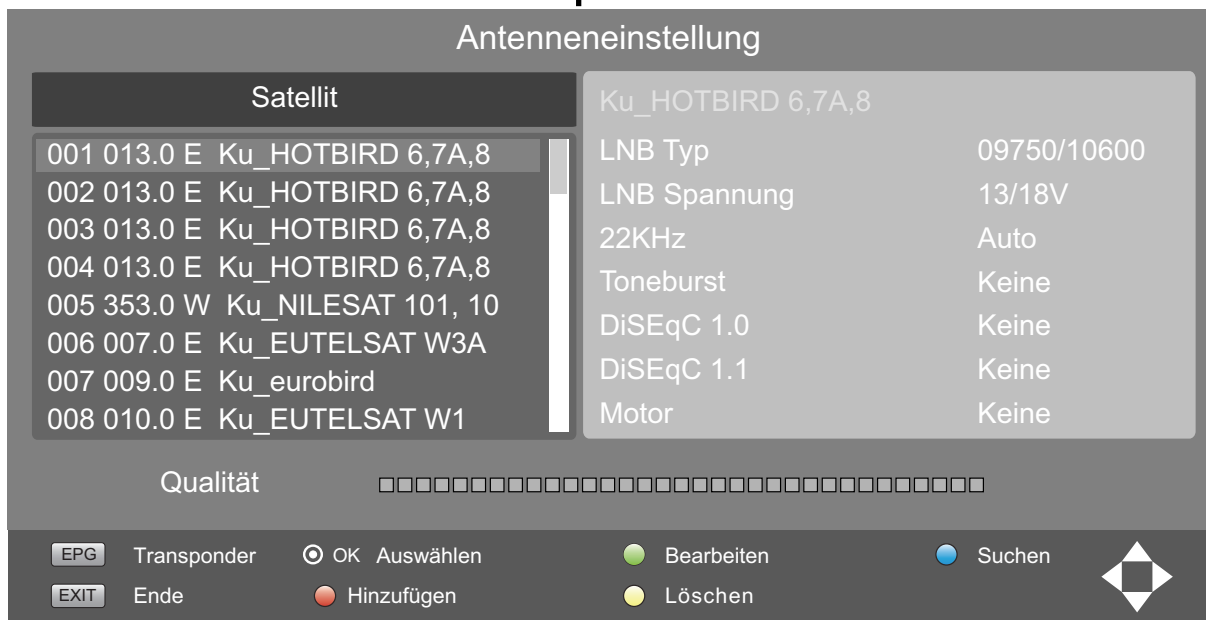 Antenneneinstellung
Satellit
001 013.0 E Ku_HOTBIRD 6,7A,8
002 013.0 E Ku_HOTBIRD 6,7A,8
003 013.0 E Ku_HOTBIRD 6,7A,8
004 013.0 E Ku_HOTBIRD 6,7A,8
005 353.0 W Ku_NILESAT 101, 10
006 007.0 E Ku_EUTELSAT W3A
007 009.0 E Ku_eurobird
008 010.0 E Ku_EUTELSAT W1
Ku_HOTBIRD 6,7A,8
LNB Typ 09750/10600
LNB Spannung 13/18V
22KHz Auto
Toneburst Keine
DiSEqC 1.0 Keine
DiSEqC 1.1 Keine
Motor Keine
Qualität
EPG Transponder OK Auswählen Bearbeiten Suchen
EXIT Ende Hinzufügen Löschen